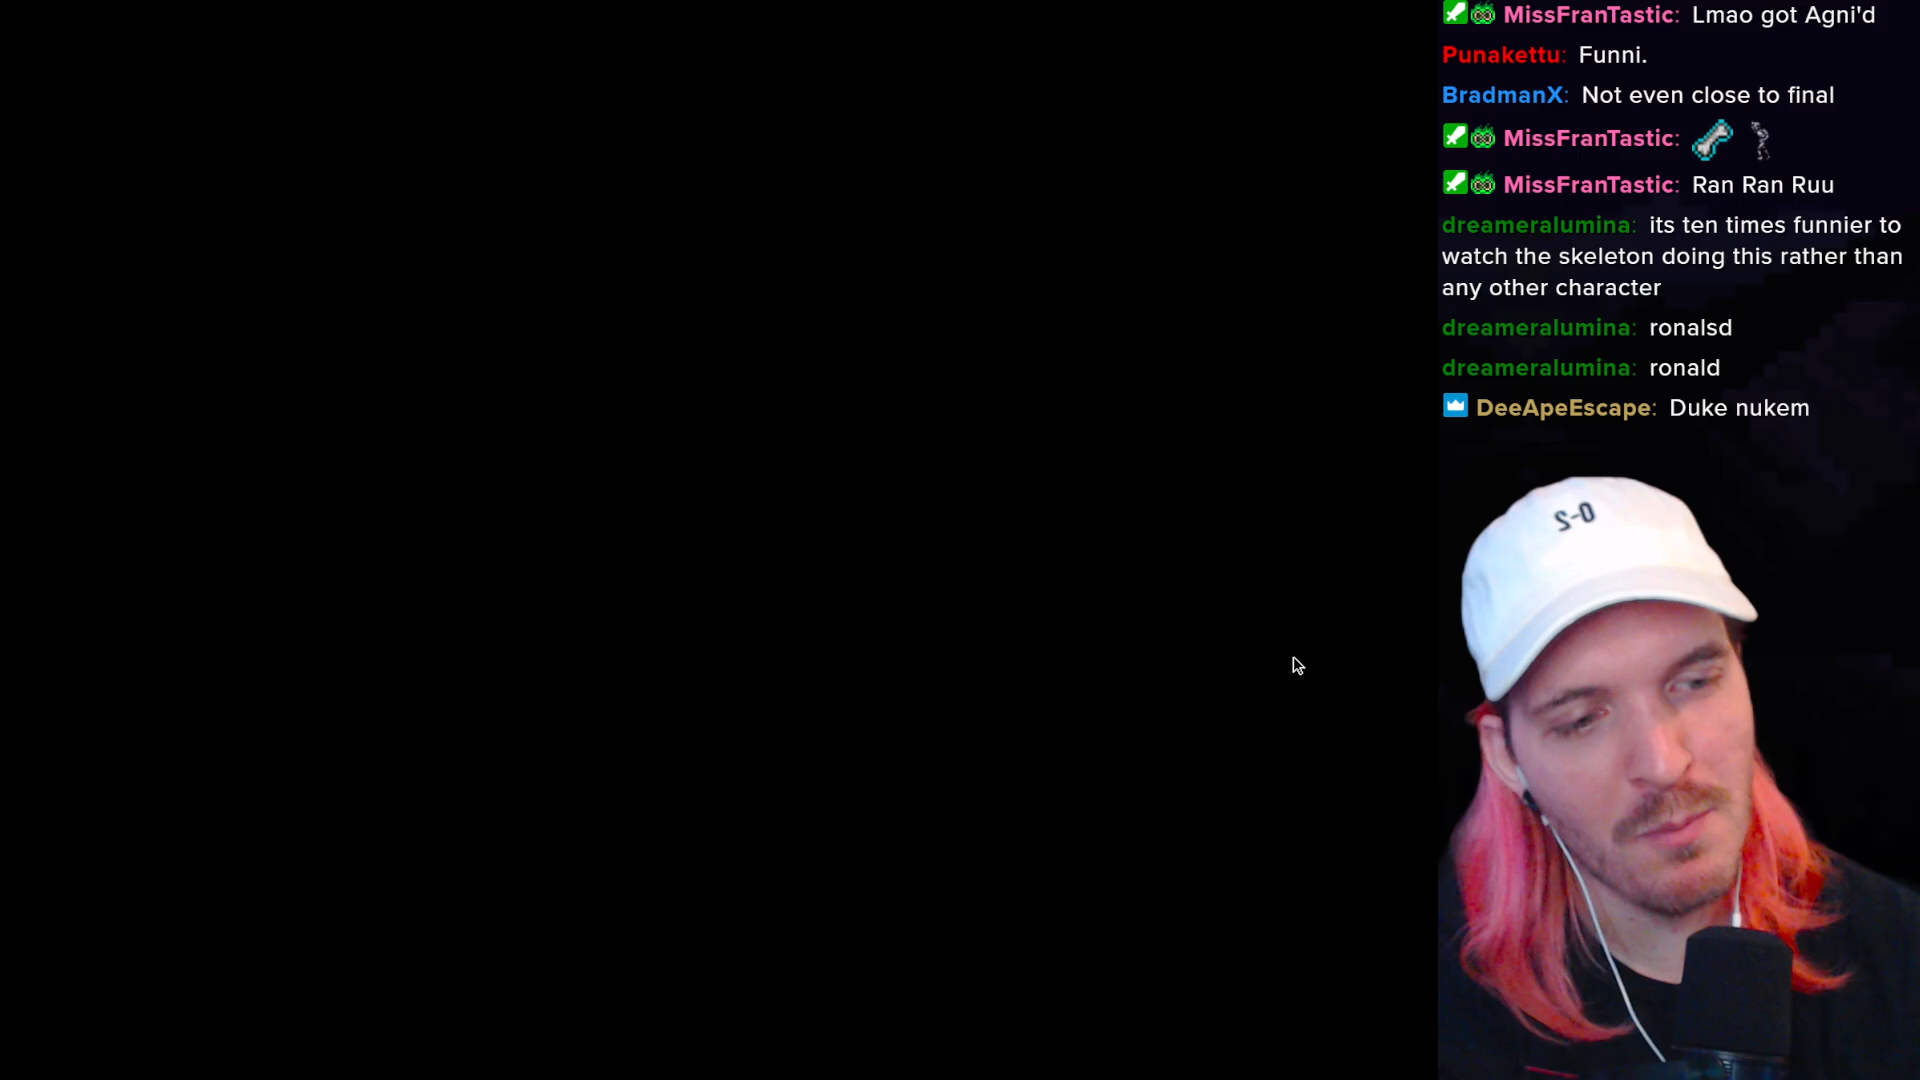 MissFranTastic: Lmao got Agni'd
Punakettu: Funni.
BradmanX: Not even close to final
MissFranTastic:
MissFranTastic: Ran Ran Ruu
dreameralumina: its ten times funnier to
watch the skeleton doing this rather than
any other character
dreameralumina: ronalsd
dreameralumina: ronald
DeeApeEscape: Duke nukem
0-2